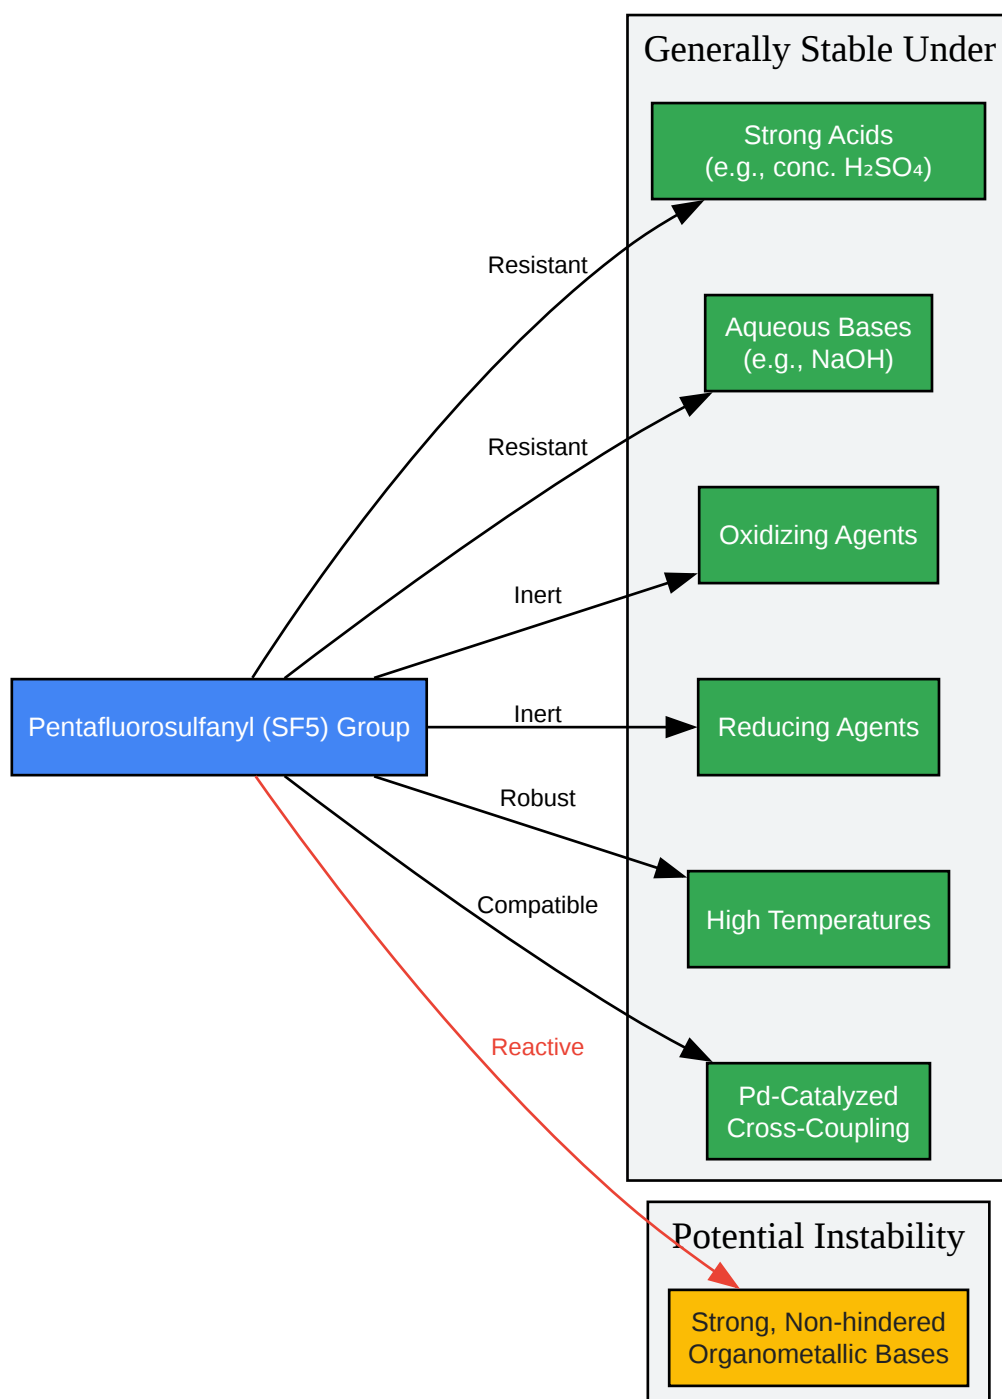 Generally Stable Under
Strong Acids
(e.g., conc. H₂SO₄)
Resistant
Aqueous Bases
(e.g., NaOH)
Resistant
Oxidizing Agents
Inert
Pentafluorosulfanyl (SF5) Group
Inert
Reducing Agents
Robust
High Temperatures
Compatible
Reactive
Pd-Catalyzed
Cross-Coupling
Potential Instability
Strong, Non-hindered
Organometallic Bases